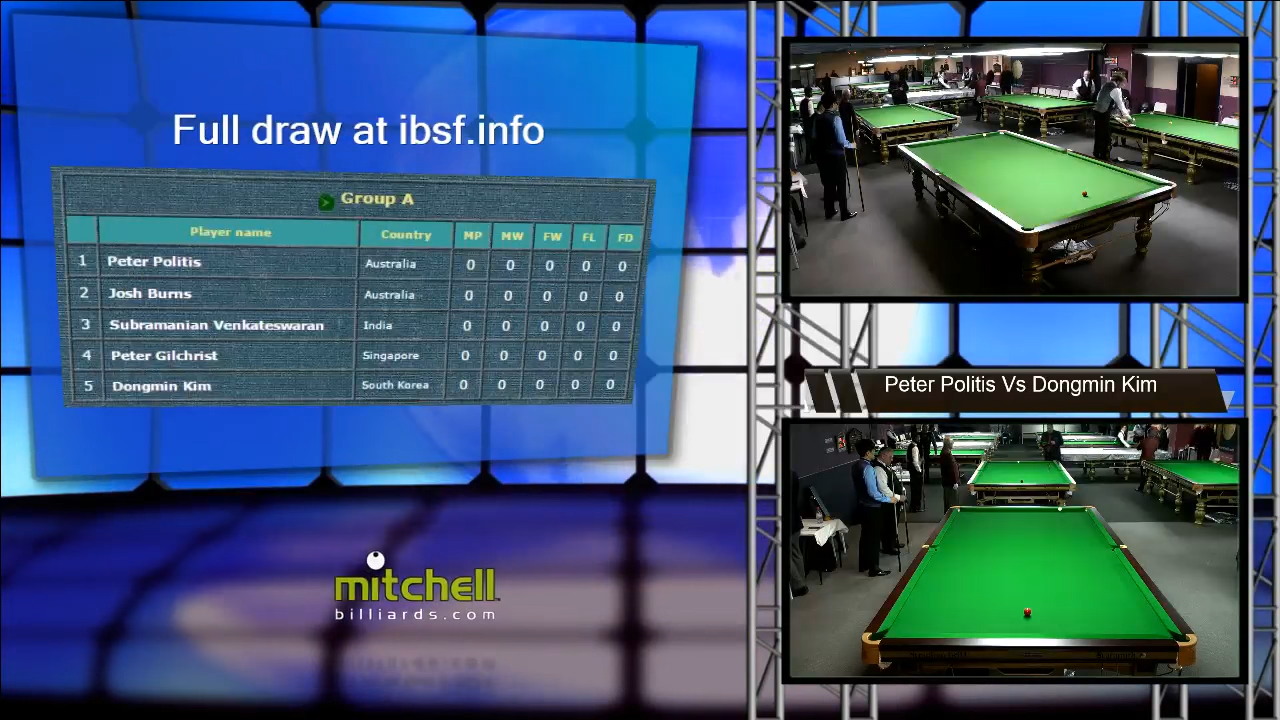 Full draw at ibsf.info
Group A
Player name Country MP MW FW FL FD
1 Peter Politis Australia 0 0 0 0 0
2 Josh Burns Australia 0 0 0 0 0
3 Subramanian Venkateswaran India 0 0 0 0 0
4 Peter Gilchrist Singapore 0 0 0 0 0
5 Dongmin Kim South Korea 0 0 0 0 0
mitchell
billiards.com
Peter Politis Vs Dongmin Kim